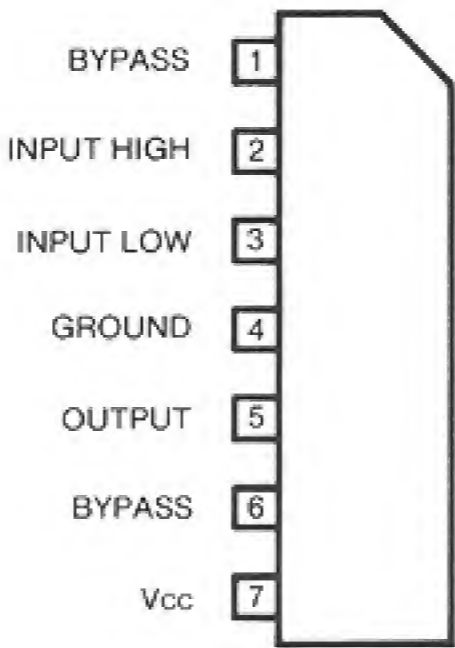 BYPASS 1
INPUT HIGH 2
INPUT LOW 3
GROUND 4
OUTPUT 5
BYPASS 6
Vcc 7